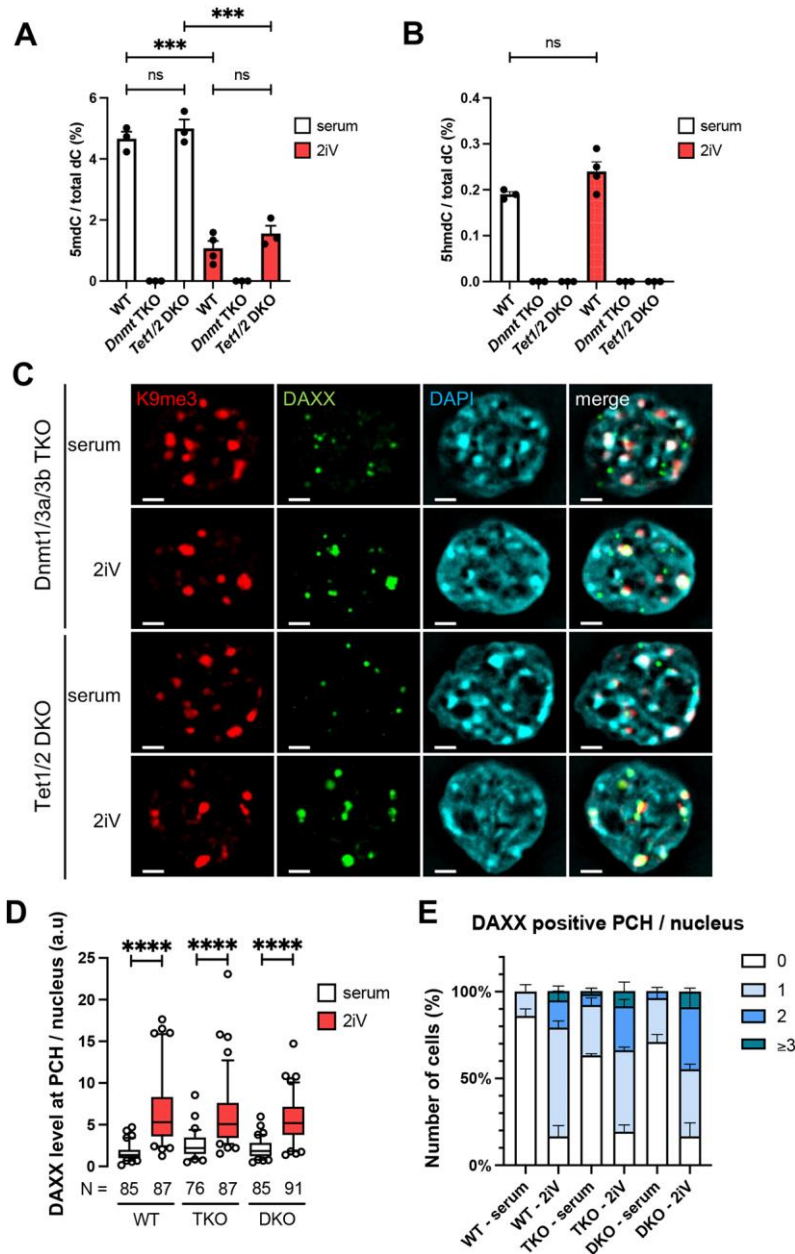 A
***
***
ns
ns
6
4
2
0
5mdC / total dC (%)
WT
Dnmt TKO
Tet1/2 DKO
WT
Dnmt TKO
Tet1/2 DKO
serum
2iV
B
ns
0.4
0.3
0.2
0.1
0.0
5hmdC / total dC (%)
WT
Dnmt TKO
Tet1/2 DKO
WT
Dnmt TKO
Tet1/2 DKO
serum
2iV
C
K9me3 DAXX DAPI merge
Dnmt1/3a/3b TKO
serum
2iV
Tet1/2 DKO
serum
2iV
D
DAXX level at PCH / nucleus (a.u)
25
20
15
10
5
0
**** **** ****
serum
2iV
N = 85 87 76 87 85 91
WT TKO DKO
E
DAXX positive PCH / nucleus
Number of cells (%)
100%
50%
0%
WT - serum
WT - 2iV
TKO - serum
TKO - 2iV
DKO - serum
DKO - 2iV
0
1
2
≥3